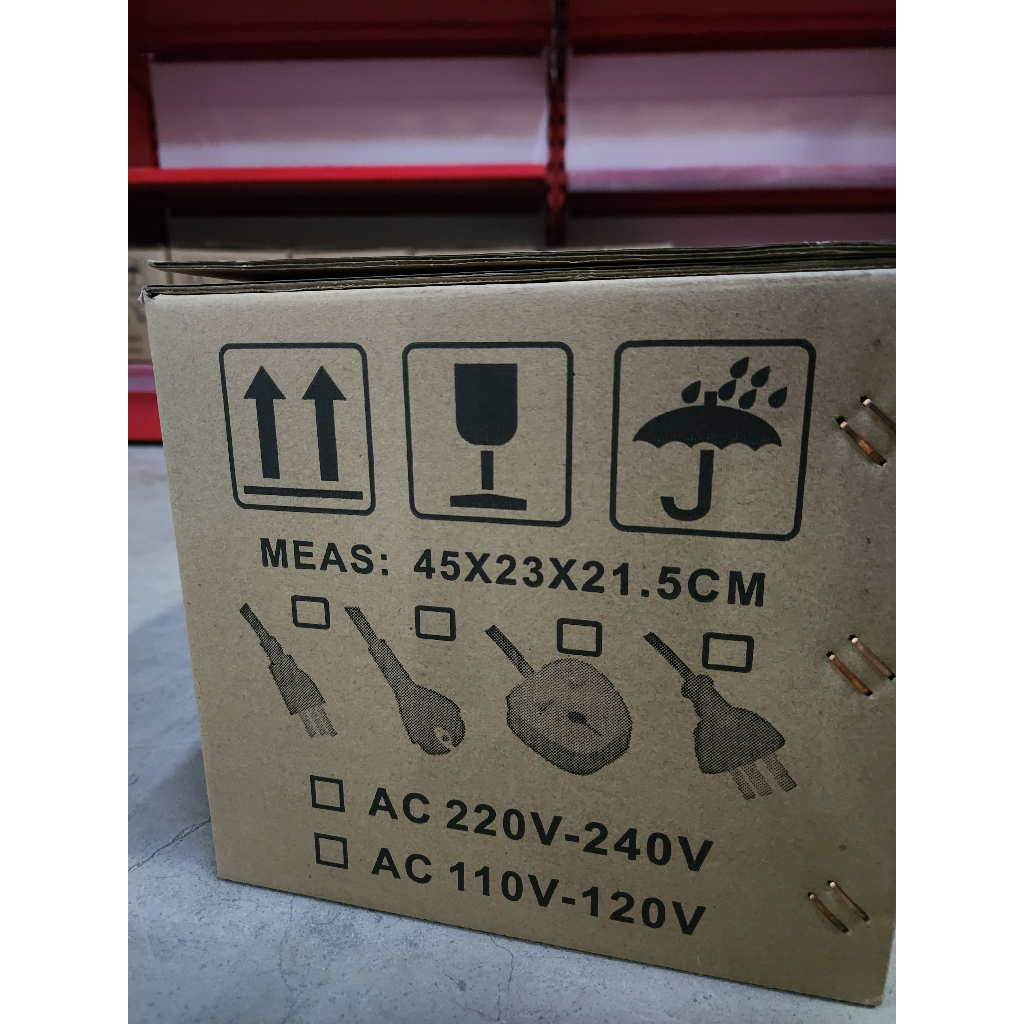 MEAS: 45X23X21.5CM
AC 220V-240V
AC 110V-120V